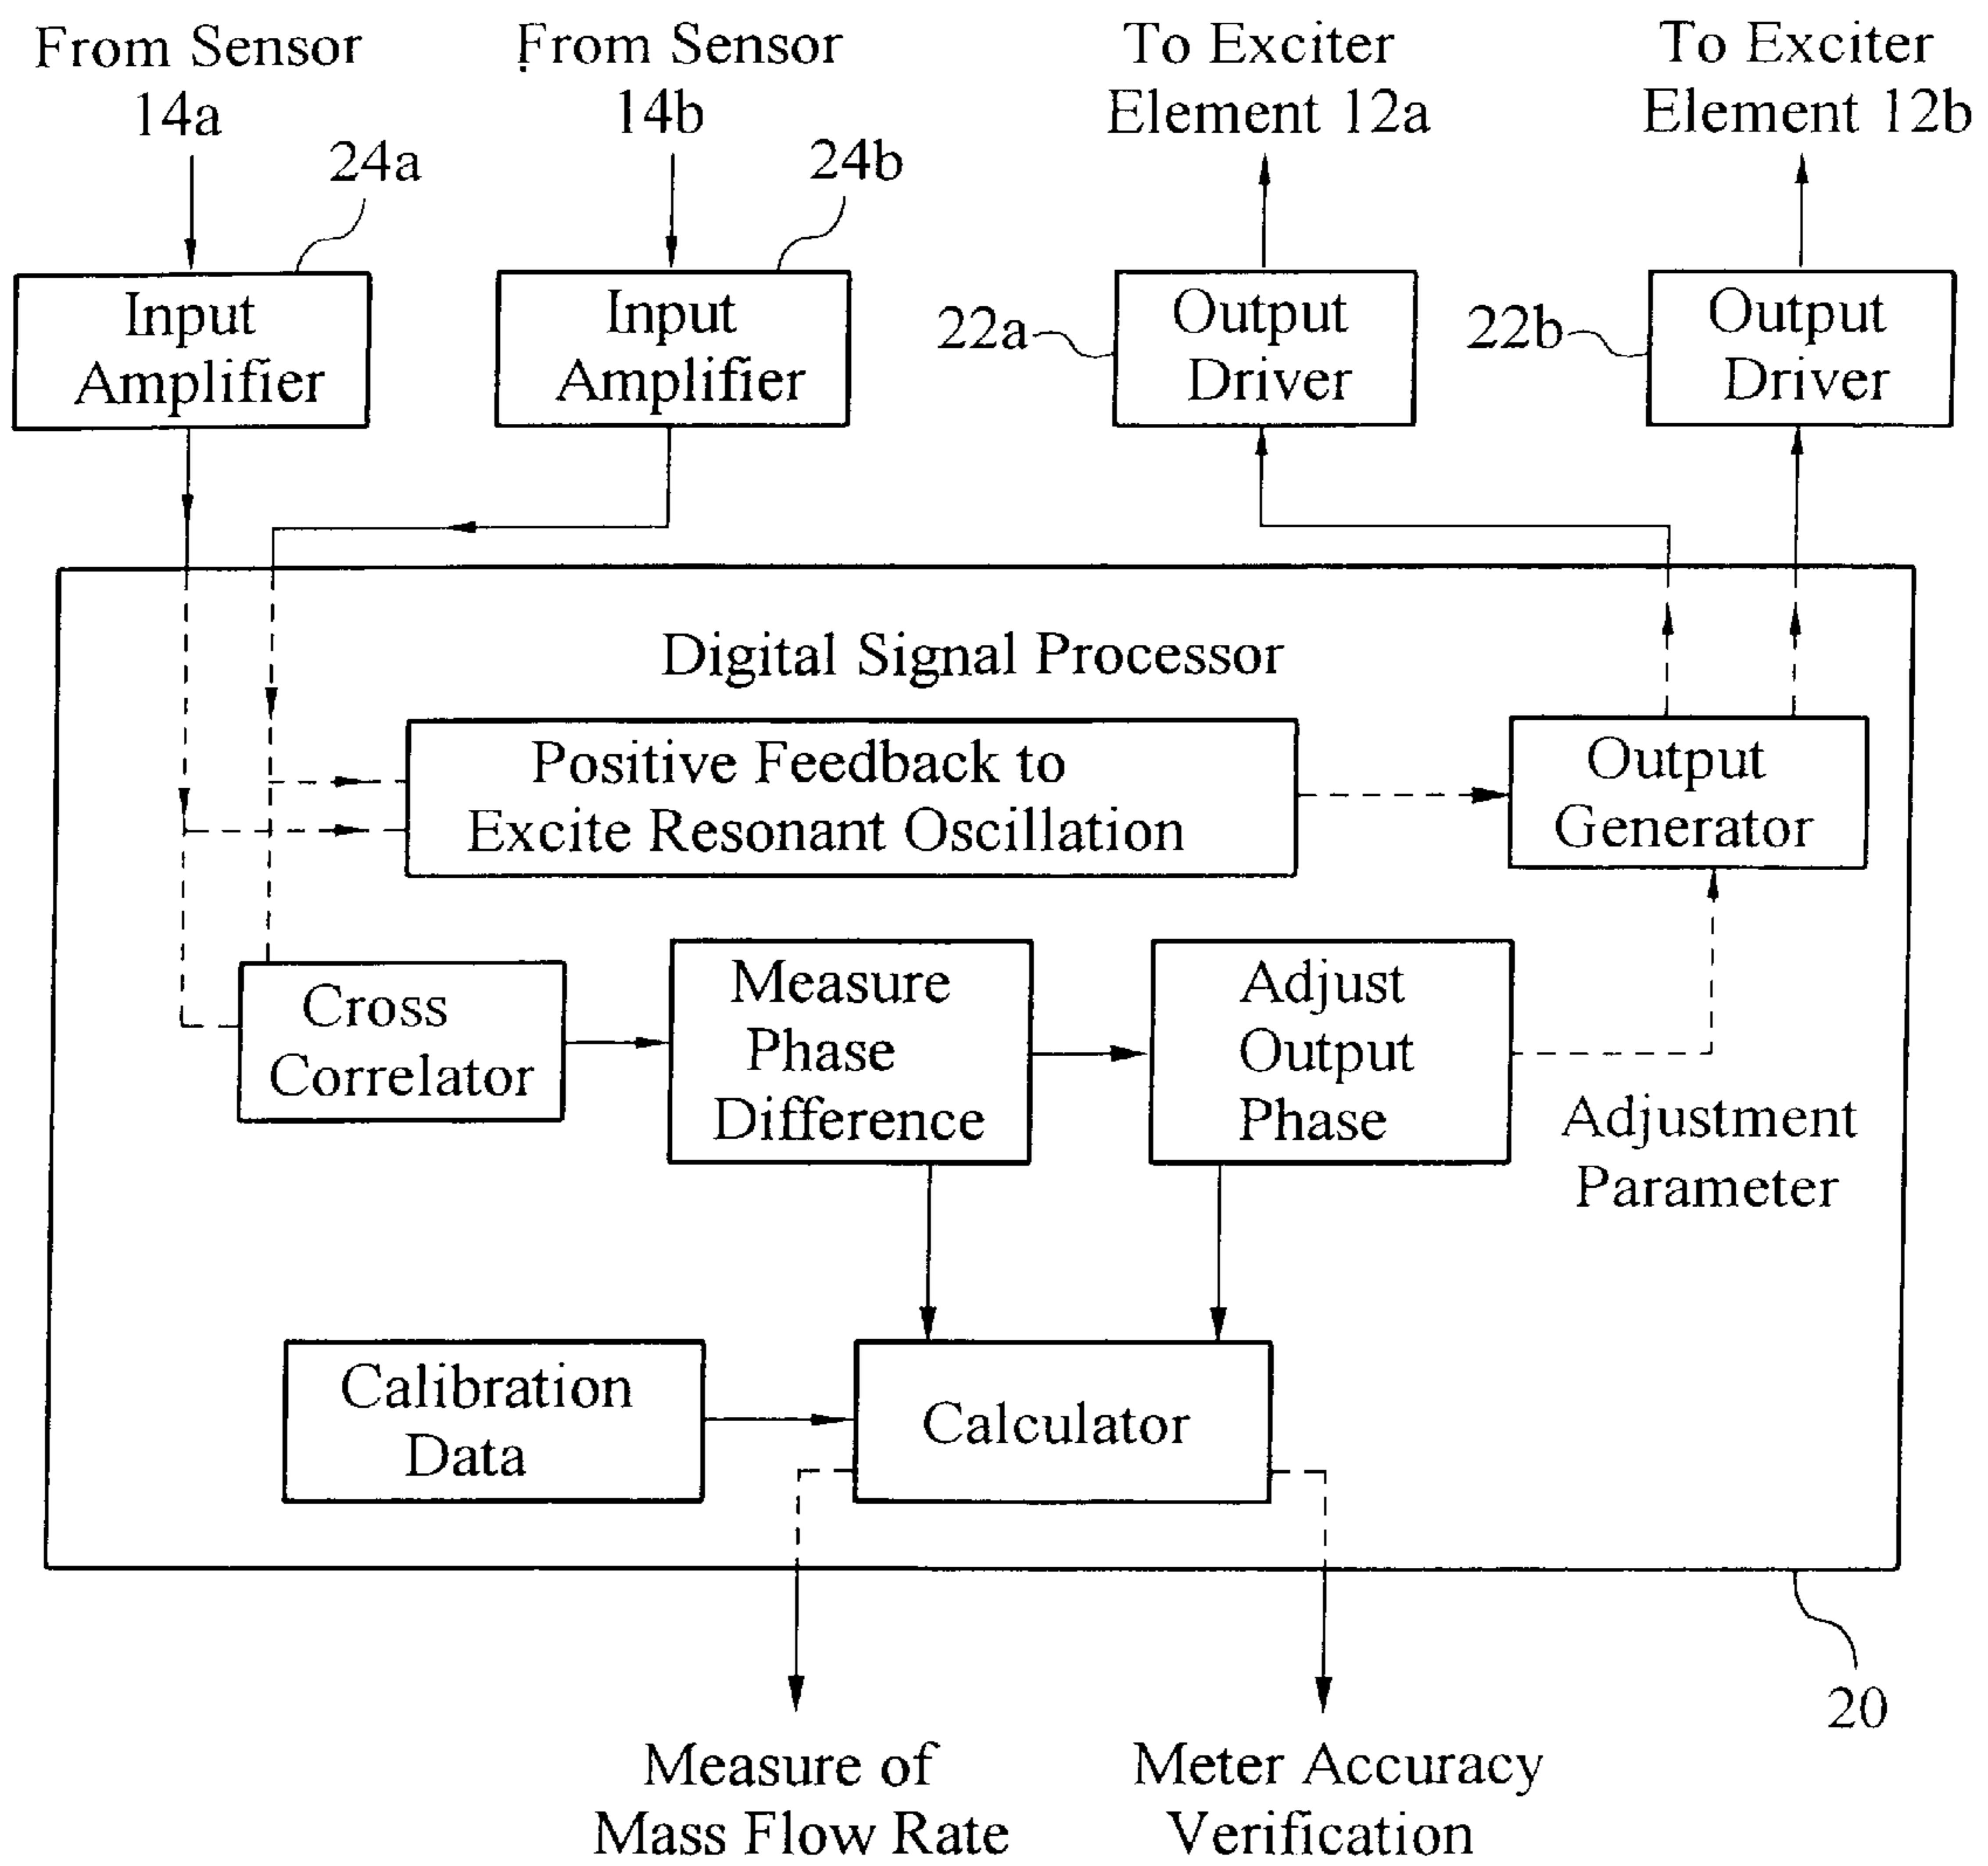 From Sensor
14a
From Sensor
14b
To Exciter
Element 12a
To Exciter
Element 12b
24a
24b
Input
Amplifier
Input
Amplifier
22a
Output
Driver
22b
Output
Driver
Digital Signal Processor
Positive Feedback to
Excite Resonant Oscillation
Output
Generator
Cross
Correlator
Measure
Phase
Difference
Adjust
Output
Phase
Adjustment
Parameter
Calibration
Data
Calculator
20
Measure of
Mass Flow Rate
Meter Accuracy
Verification